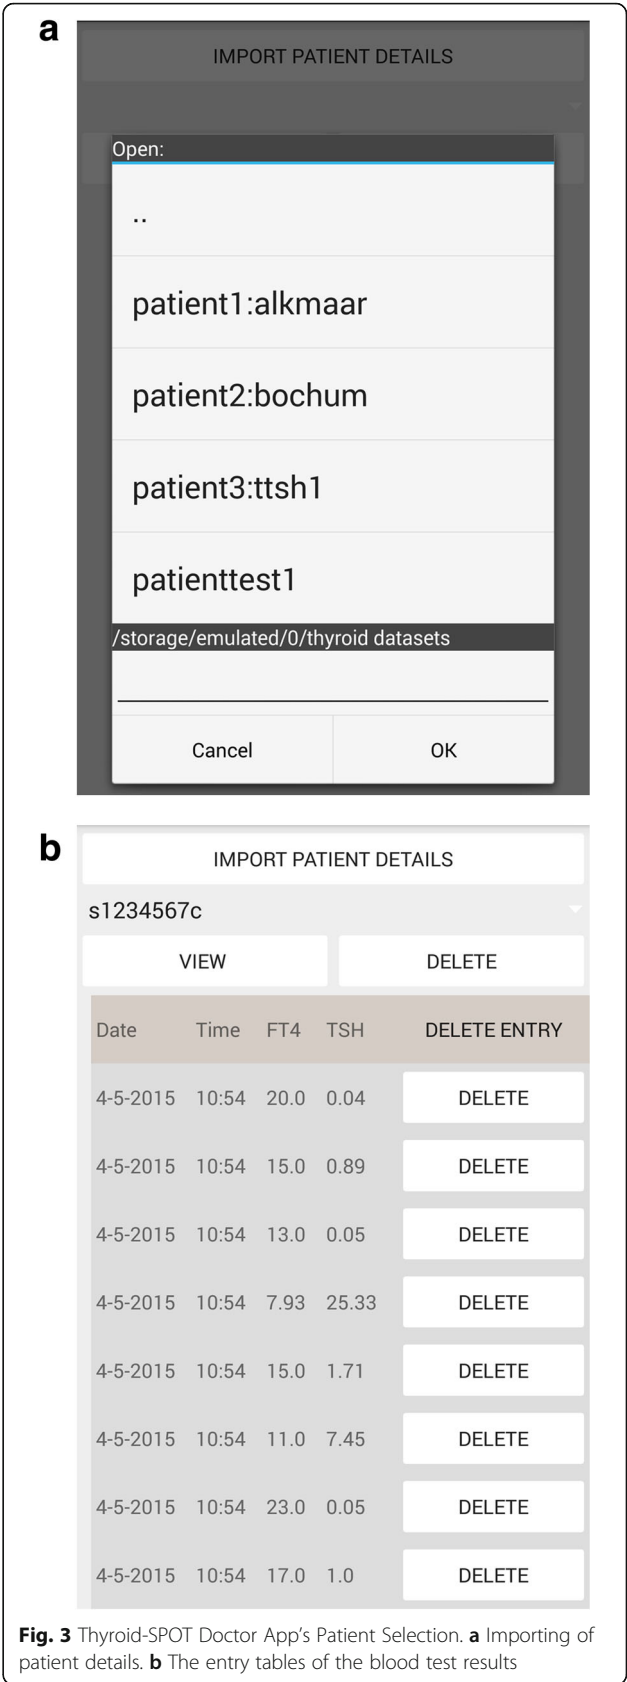 a
IMPORT PATIENT DETAILS
Open:
..
patient1:alkmaar
patient2:bochum
patient3:ttsh1
patienttest1
/storage/emulated/0/thyroid datasets
Cancel OK
b
IMPORT PATIENT DETAILS
s1234567c
VIEW DELETE
Date Time FT4 TSH DELETE ENTRY
4-5-2015 10:54 20.0 0.04 DELETE
4-5-2015 10:54 15.0 0.89 DELETE
4-5-2015 10:54 13.0 0.05 DELETE
4-5-2015 10:54 7.93 25.33 DELETE
4-5-2015 10:54 15.0 1.71 DELETE
4-5-2015 10:54 11.0 7.45 DELETE
4-5-2015 10:54 23.0 0.05 DELETE
4-5-2015 10:54 17.0 1.0 DELETE
Fig. 3 Thyroid-SPOT Doctor App's Patient Selection. a Importing of
patient details. b The entry tables of the blood test results